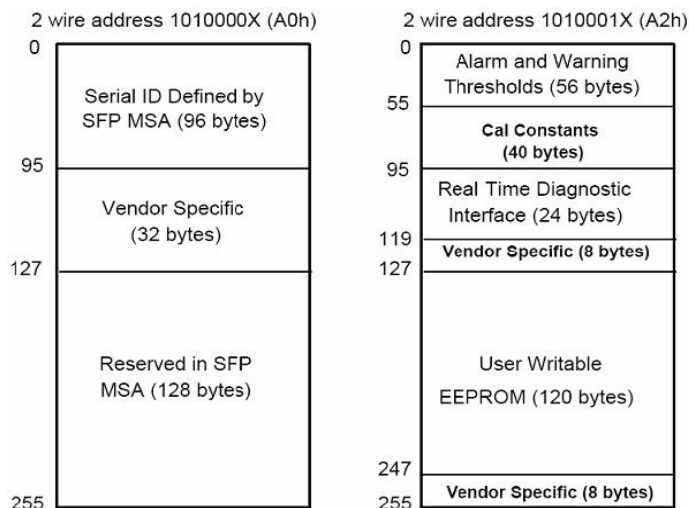 2 wire address 1010000X (A0h)
0
Serial ID Defined by
SFP MSA (96 bytes)
95
Vendor Specific
(32 bytes)
127
Reserved in SFP
MSA (128 bytes)
255
2 wire address 1010001X (A2h)
0
Alarm and Warning
Thresholds (56 bytes)
55
Cal Constants
(40 bytes)
95
Real Time Diagnostic
Interface (24 bytes)
119
Vendor Specific (8 bytes)
127
User Writable
EEPROM (120 bytes)
247
Vendor Specific (8 bytes)
255